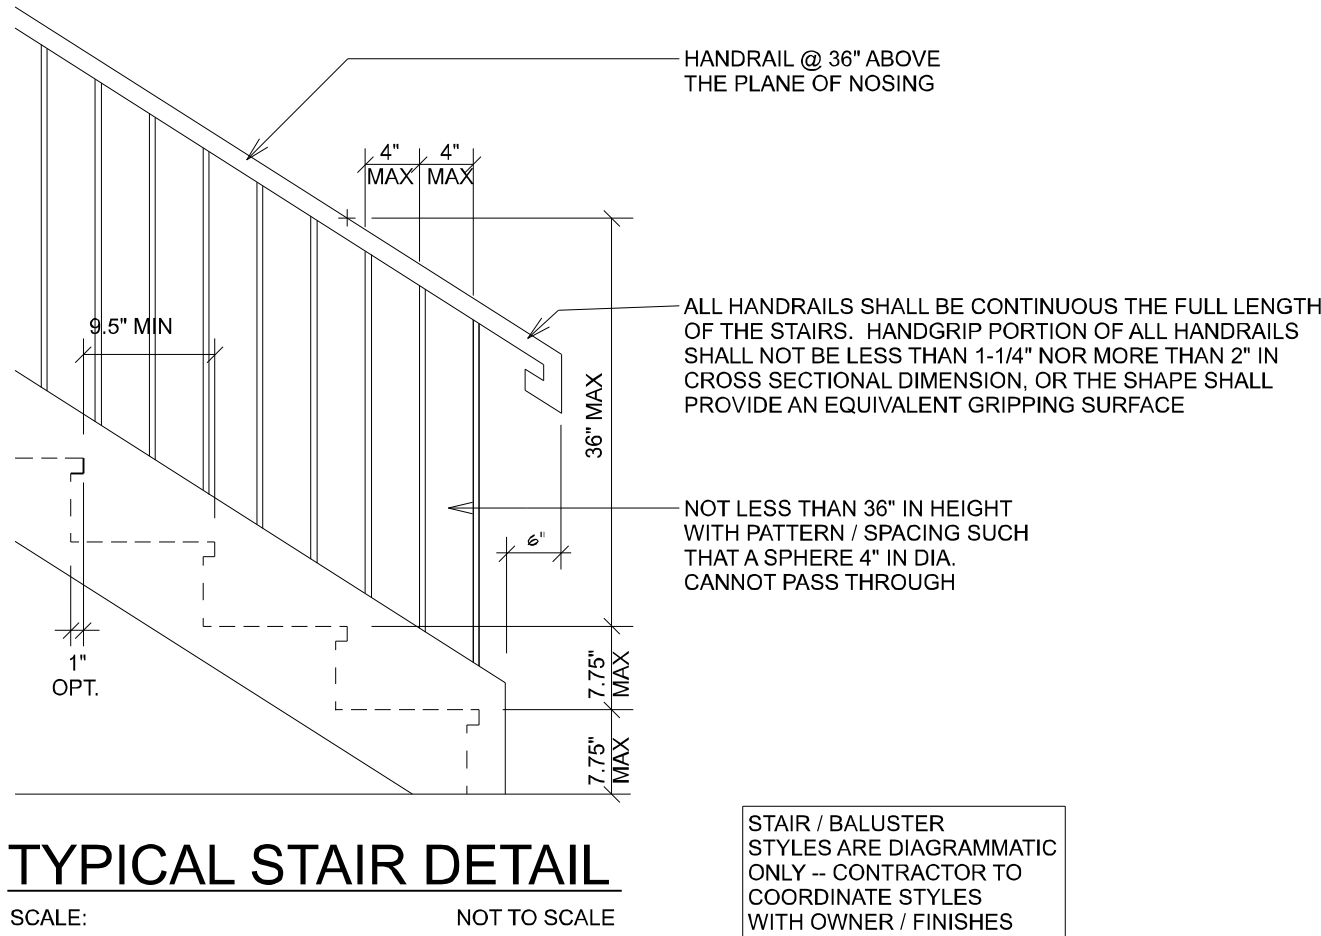 HANDRAIL @ 36" ABOVE
THE PLANE OF NOSING
4"
MAX
4"
MAX
9.5" MIN
ALL HANDRAILS SHALL BE CONTINUOUS THE FULL LENGTH
OF THE STAIRS.  HANDGRIP PORTION OF ALL HANDRAILS
SHALL NOT BE LESS THAN 1-1/4" NOR MORE THAN 2" IN
CROSS SECTIONAL DIMENSION, OR THE SHAPE SHALL
PROVIDE AN EQUIVALENT GRIPPING SURFACE
36" MAX
NOT LESS THAN 36" IN HEIGHT
WITH PATTERN / SPACING SUCH
THAT A SPHERE 4" IN DIA.
CANNOT PASS THROUGH
6"
1"
OPT.
7.75"
MAX
7.75"
MAX
TYPICAL STAIR DETAIL
SCALE: NOT TO SCALE
STAIR / BALUSTER
STYLES ARE DIAGRAMMATIC
ONLY -- CONTRACTOR TO
COORDINATE STYLES
WITH OWNER / FINISHES